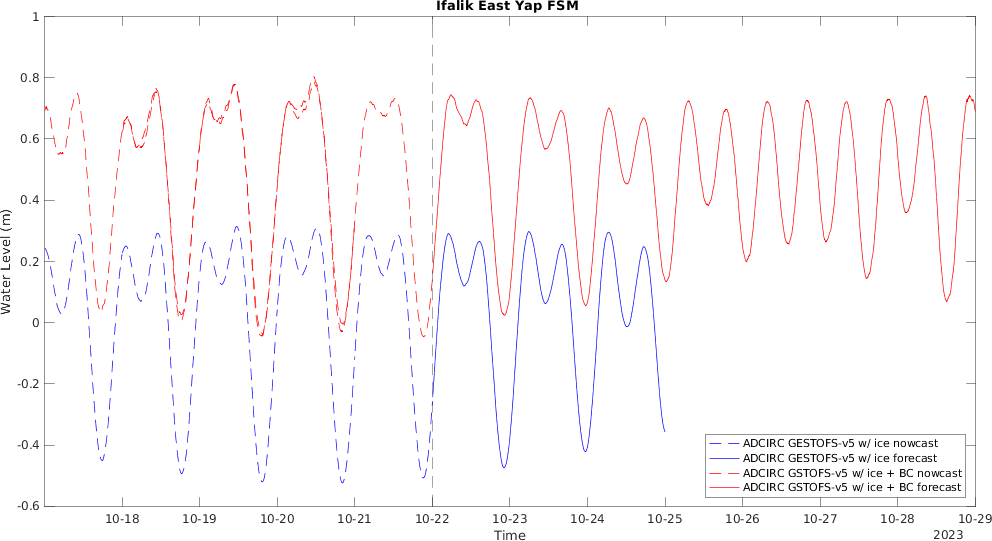 Ifalik East Yap FSM
1
0.8
0.6
0.4
0.2
0
-0.2
-0.4
-0.6
Water Level (m)
10-18 10-19 10-20 10-21 10-22 10-23 10-24 10-25 10-26 10-27 10-28 10-29
Time
2023
ADCIRC GESTOFS-v5 w/ ice nowcast
ADCIRC GESTOFS-v5 w/ ice forecast
ADCIRC GSTOFS-v5 w/ ice + BC nowcast
ADCIRC GSTOFS-v5 w/ ice + BC forecast